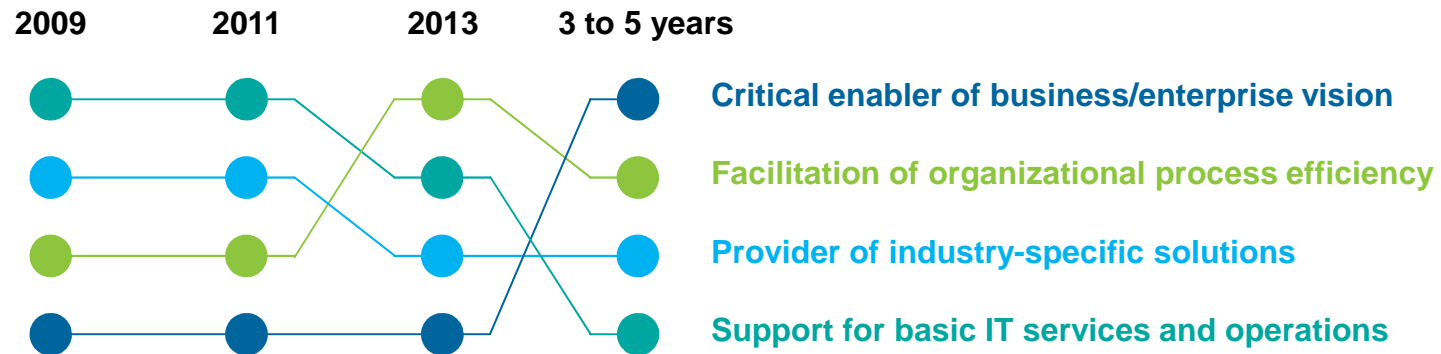 2009 2011 2013 3 to 5 years
Critical enabler of business/enterprise vision
Facilitation of organizational process efficiency
Provider of industry-specific solutions
Support for basic IT services and operations